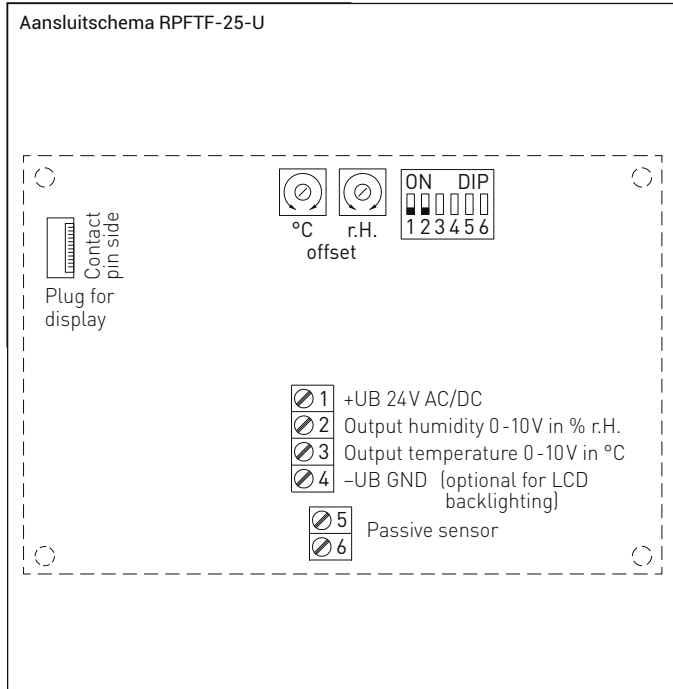 Aansluitschema RPFTF-25-U
ON DIP
1 2 3 4 5 6
°C r.H.
offset
Contact
pin side
Plug for
display
1 +UB 24V AC/DC
2 Output humidity 0-10V in % r.H.
3 Output temperature 0-10V in °C
4 –UB GND (optional for LCD
backlighting)
5
Passive sensor
6